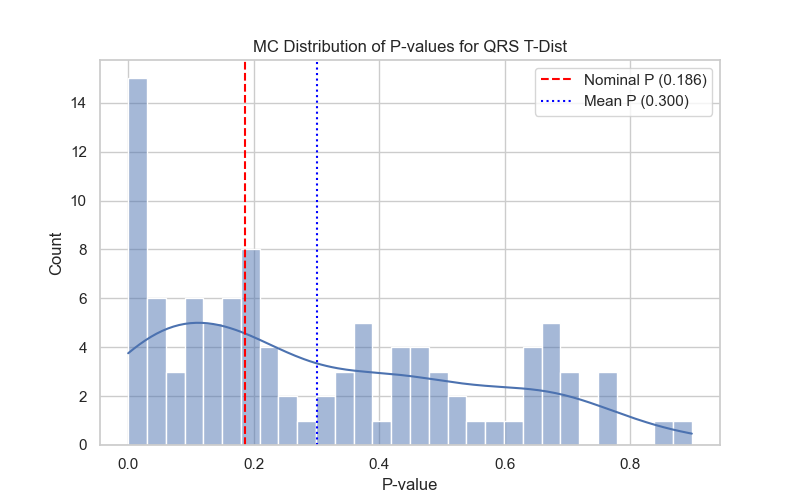 MC Distribution of P-values for QRS T-Dist
Nominal P (0.186)
Mean P (0.300)
14
12
10
8
6
4
2
0
Count
0.0 0.2 0.4 0.6 0.8
P-value